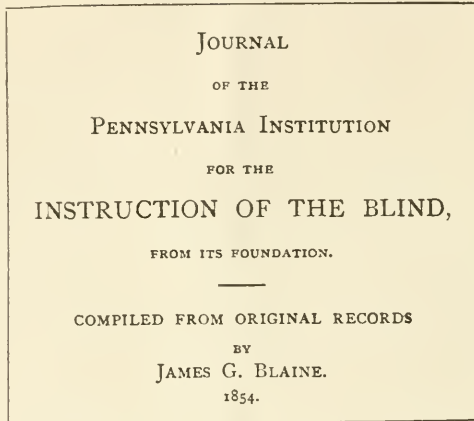 JOURNAL
OF THE
PENNSYLVANIA INSTITUTION
FOR THE
INSTRUCTION OF THE BLIND,
FROM ITS FOUNDATION.
COMPILED FROM ORIGINAL RECORDS
BY
JAMES G. BLAINE.
1854.